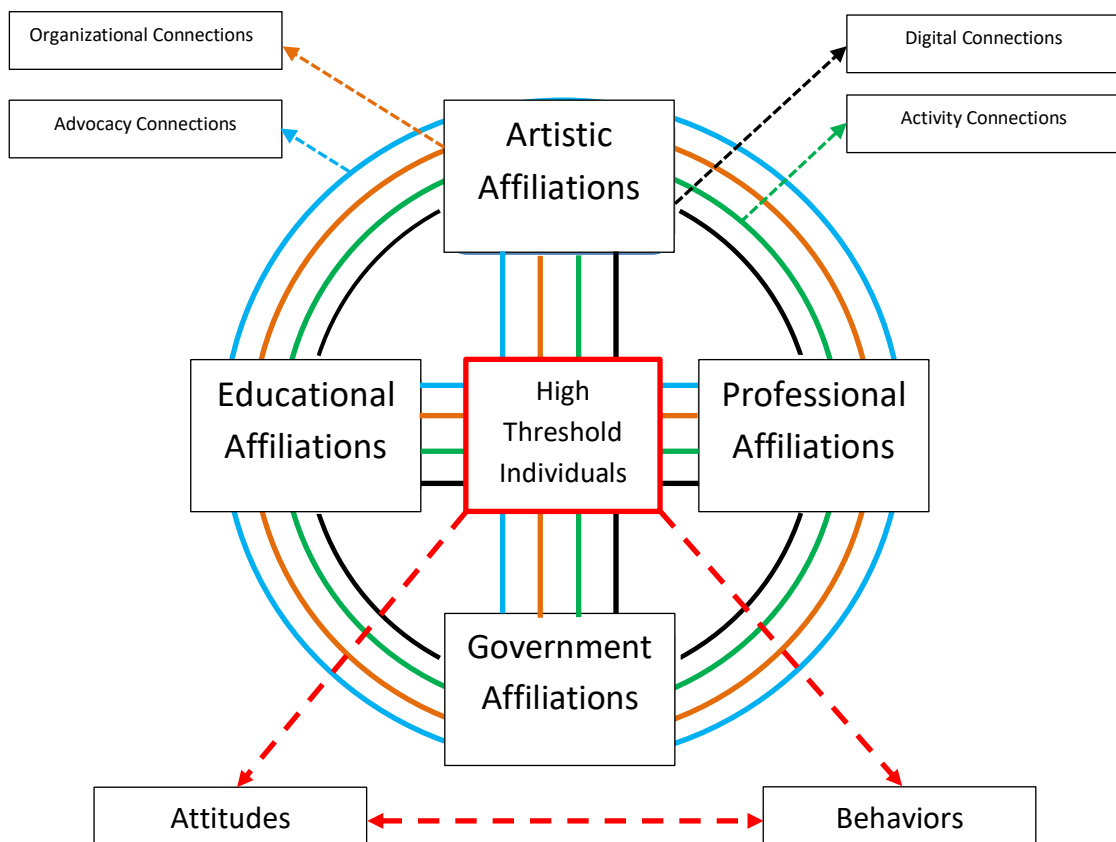 Organizational Connections
Digital Connections
Advocacy Connections
Activity Connections
Artistic
Affiliations
Educational
Affiliations
High
Threshold
Individuals
Professional
Affiliations
Government
Affiliations
Attitudes
Behaviors